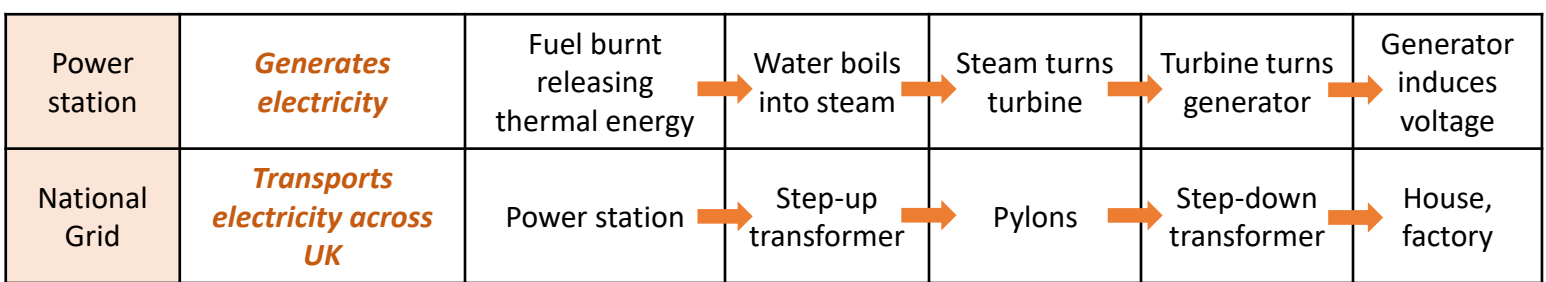 Power
station
Generates
electricity
Fuel burnt
releasing
thermal energy
Water boils
into steam
Steam turns
turbine
Turbine turns
generator
Generator
induces
voltage
National
Grid
Transports
electricity across
UK
Power station
Step-up
transformer
Pylons
Step-down
transformer
House,
factory